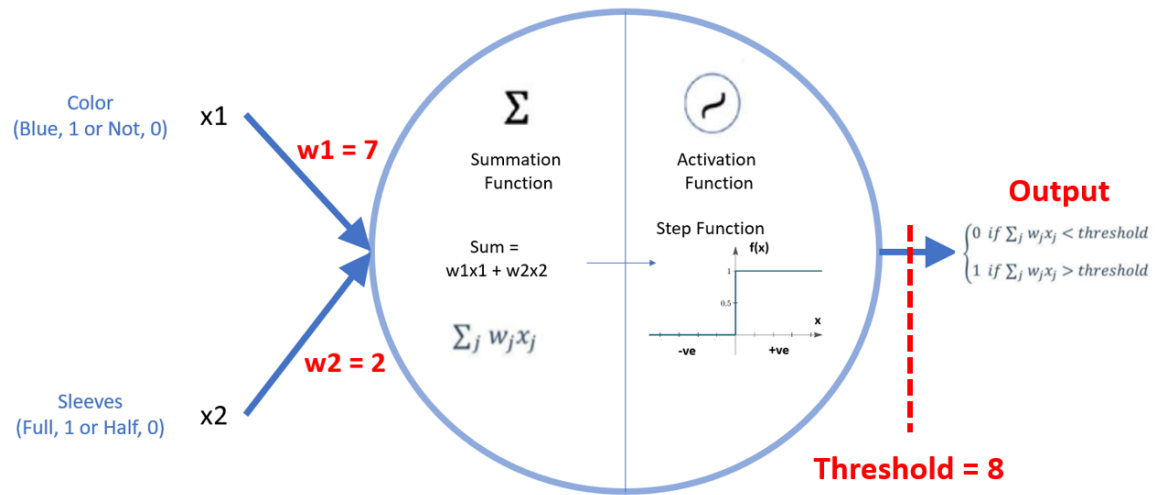 Color
(Blue, 1 or Not, 0)
x1
w1 = 7
Σ
Summation
Function
Activation
Function
Sum =
w1x1 + w2x2
∑j wjxj
Step Function
f(x)
1
0.5
x
-ve
+ve
Output
{0 if ∑j wjxj < threshold
1 if ∑j wjxj > threshold
w2 = 2
Sleeves
(Full, 1 or Half, 0)
x2
Threshold = 8